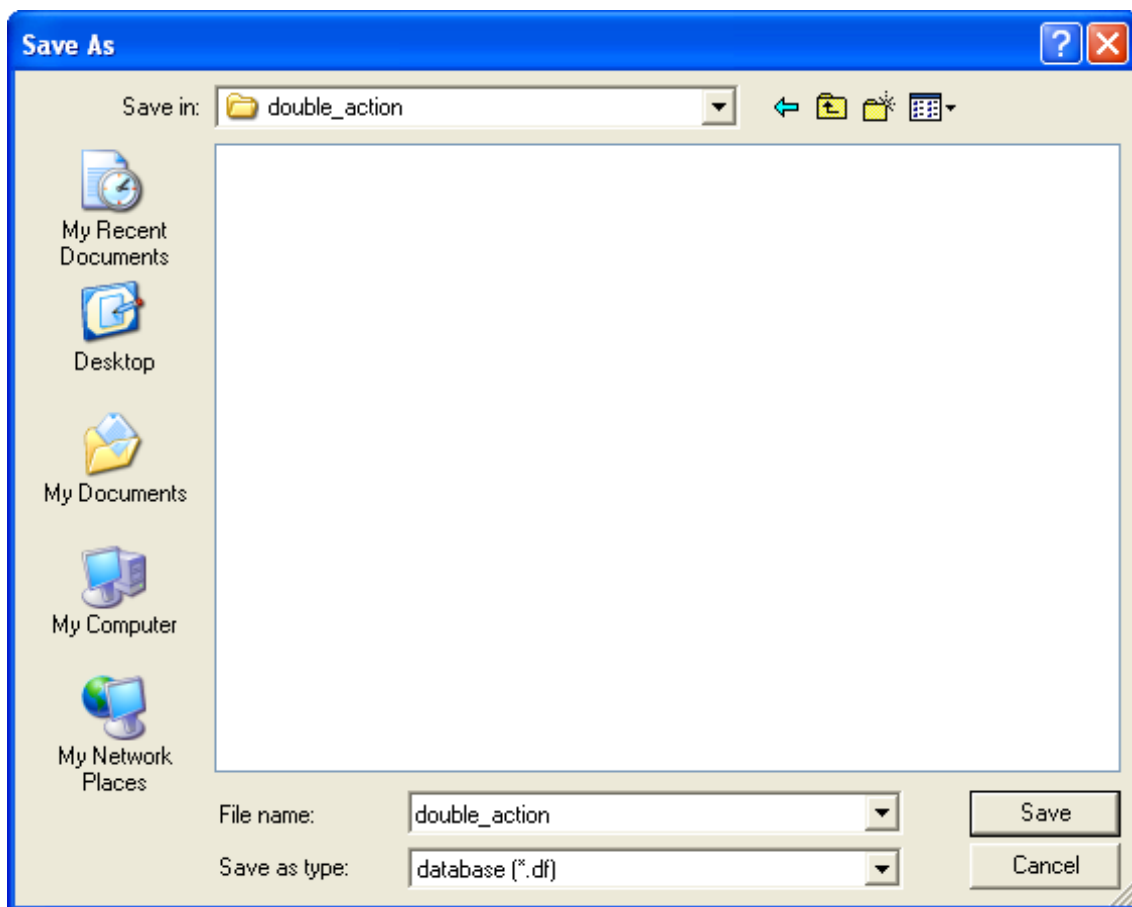 Save As
Save in: double_action
My Recent
Documents
Desktop
My Documents
My Computer
My Network
Places
File name: double_action Save
Save as type: database (*.df) Cancel